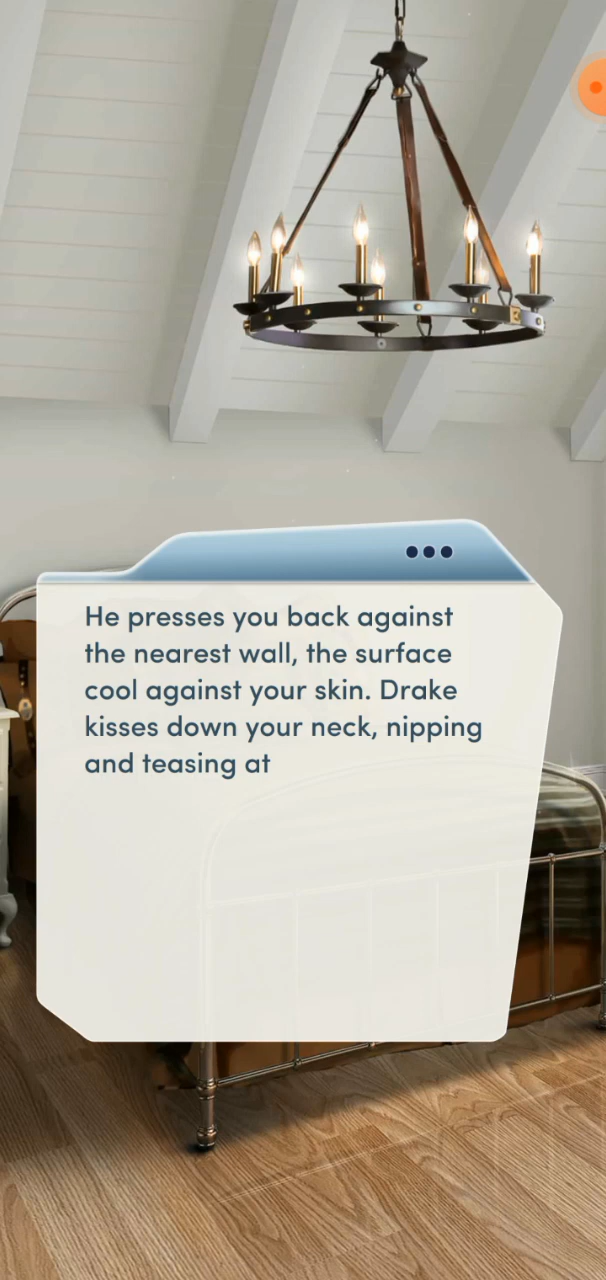 He presses you back against
the nearest wall, the surface
cool against your skin. Drake
kisses down your neck, nipping
and teasing at